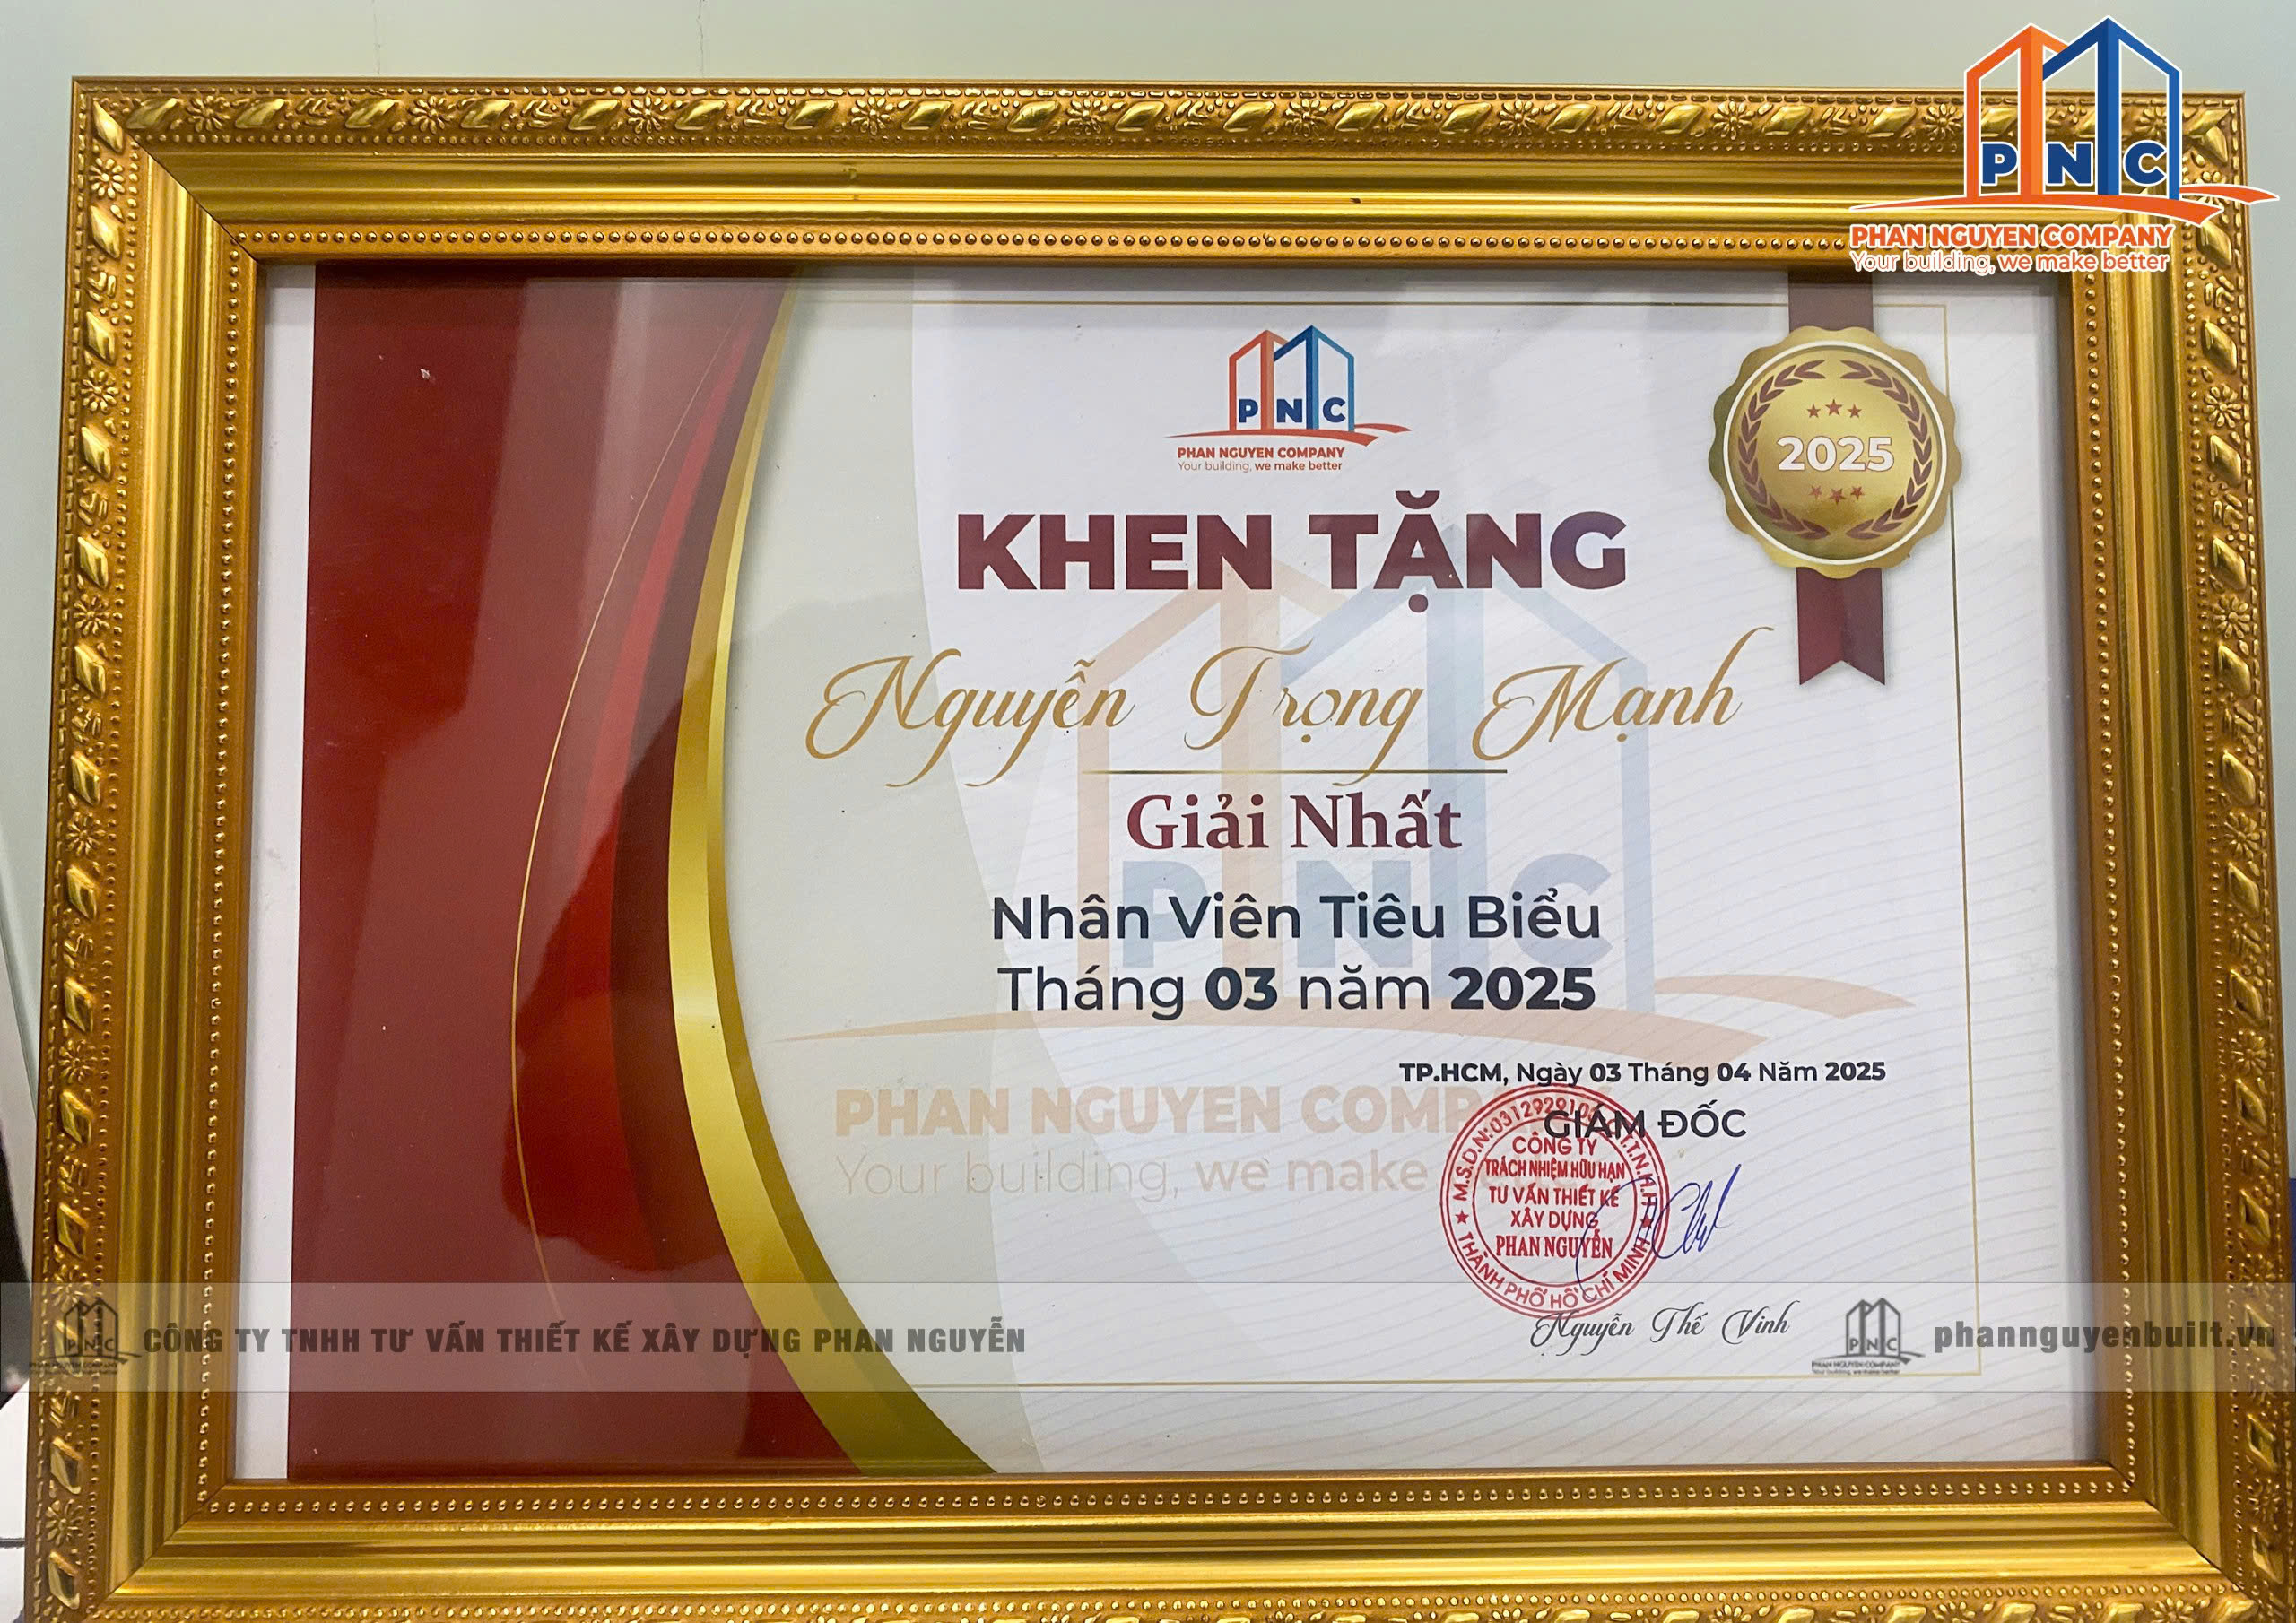 PNC
PHAN NGUYEN COMPANY
Your building, we make better
PNC
PHAN NGUYEN COMPANY
Your building, we make better
2025
KHEN TẶNG
Nguyễn Trọng Mạnh
Giải Nhất
Nhân Viên Tiêu Biểu
Tháng 03 năm 2025
PNC
PHAN NGUYEN COMP
Your building, we make
TP.HCM, Ngày 03 Tháng 04 Năm 2025
GIÁM ĐỐC
CÔNG TY
TRÁCH NHIỆM HỮU HẠN
TƯ VẤN THIẾT KẾ
XÂY DỰNG
PHAN NGUYỄN
THÀNH PHỐ HỒ CHÍ MINH
Nguyễn Thế Vinh
PNC
CÔNG TY TNHH TƯ VẤN THIẾT KẾ XÂY DỰNG PHAN NGUYỄN
PNC
phannguyenbuilt.vn